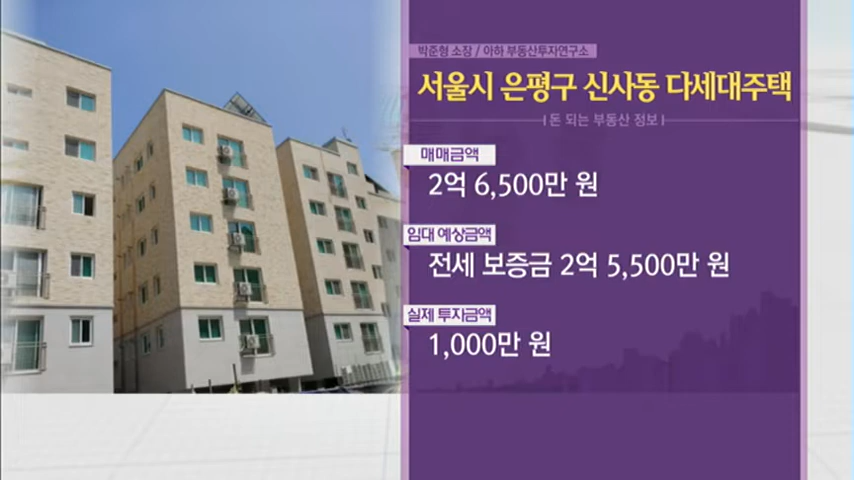 박준형 소장 / 아하 부동산투자연구소
서울시 은평구 신사동 다세대주택
돈 되는 부동산 정보
매매금액
2억 6,500만 원
임대 예상금액
전세 보증금 2억 5,500만 원
실제 투자금액
1,000만 원